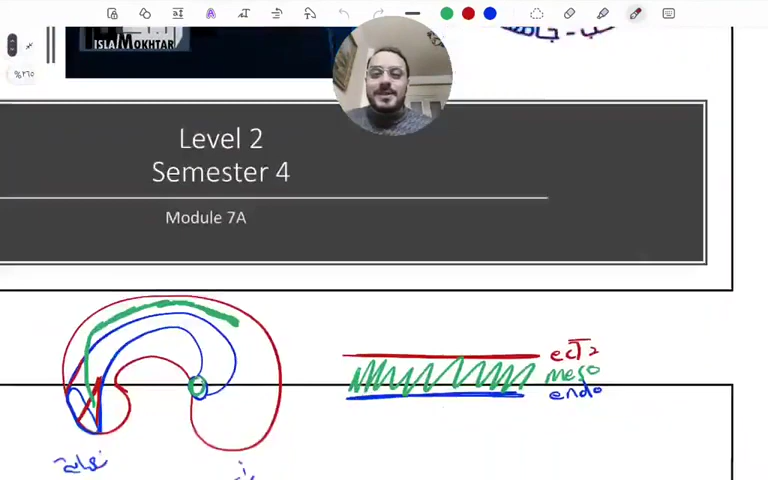 ISLAMOKHTAR
Level 2
Semester 4
Module 7A
ecto
meso
endo